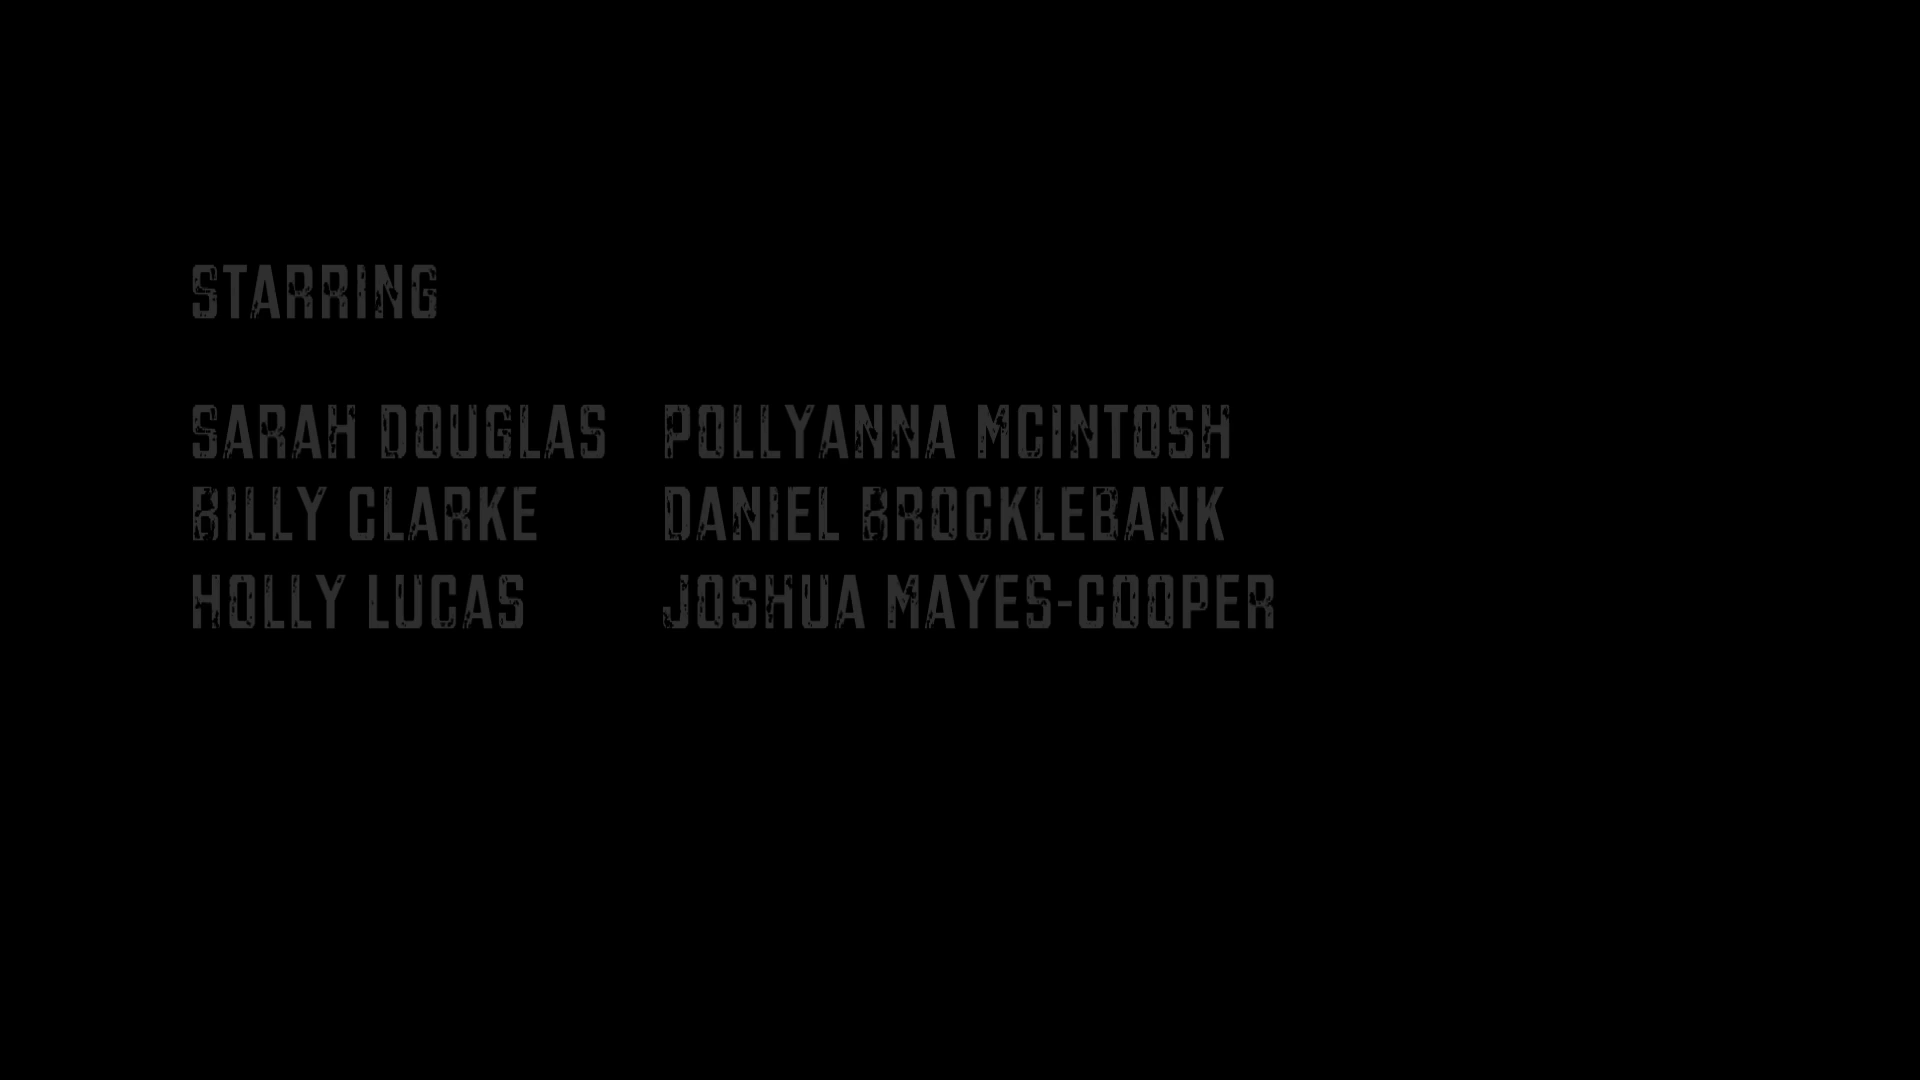 STARRING
SARAH DOUGLAS POLLYANNA MCINTOSH
BILLY CLARKE DANIEL BROCKLEBANK
HOLLY LUCAS JOSHUA MAYES-COOPER